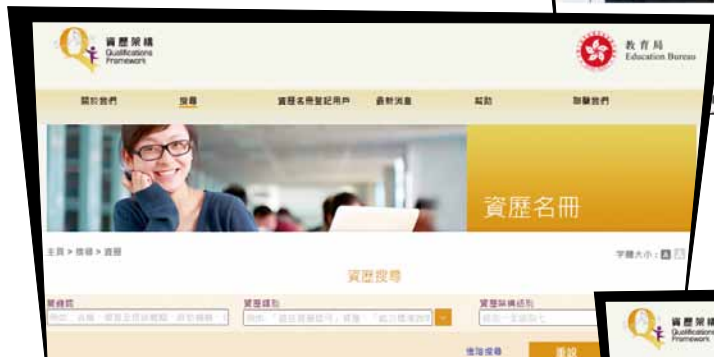 資歷架構
Qualifications
Framework
教育局
Education Bureau
關於我們 搜尋 資歷名冊登記用戶 最新消息 幫助 聯繫我們
資歷名冊
主頁 > 搜尋 > 資歷
字體大小：A A
資歷搜尋
關鍵詞 資歷類別 資歷架構級別
進階搜尋 重設
資歷架構
Qualifications
Framework